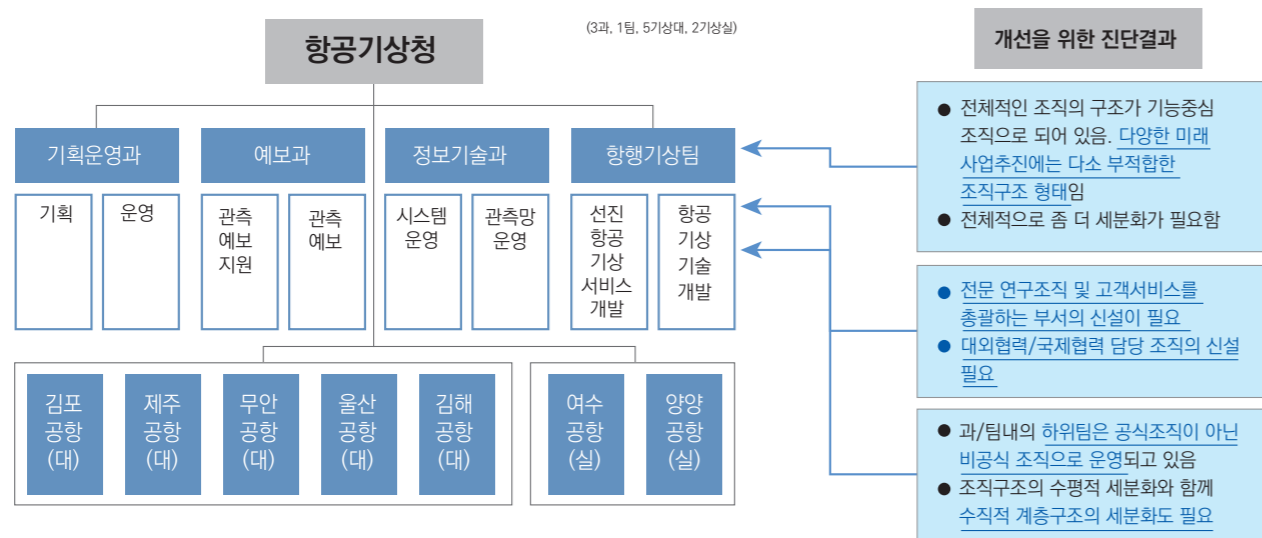 항공기상청
(3과, 1팀, 5기상대, 2기상실)
기획운영과
예보과
정보기술과
항행기상팀
기획
운영
관측
예보
지원
관측
예보
시스템
운영
관측망
운영
선진
항공
기상
서비스
개발
항공
기상
기술
개발
김포
공항
(대)
제주
공항
(대)
무안
공항
(대)
울산
공항
(대)
김해
공항
(대)
여수
공항
(실)
양양
공항
(실)
개선을 위한 진단결과
● 전체적인 조직의 구조가 기능중심
조직으로 되어 있음. 다양한 미래
사업추진에는 다소 부적합한
조직구조 형태임
● 전체적으로 좀 더 세분화가 필요함
● 전문 연구조직 및 고객서비스를
총괄하는 부서의 신설이 필요
● 대외협력/국제협력 담당 조직의 신설
필요
● 과/팀내의 하위팀은 공식조직이 아닌
비공식 조직으로 운영되고 있음
● 조직구조의 수평적 세분화와 함께
수직적 계층구조의 세분화도 필요